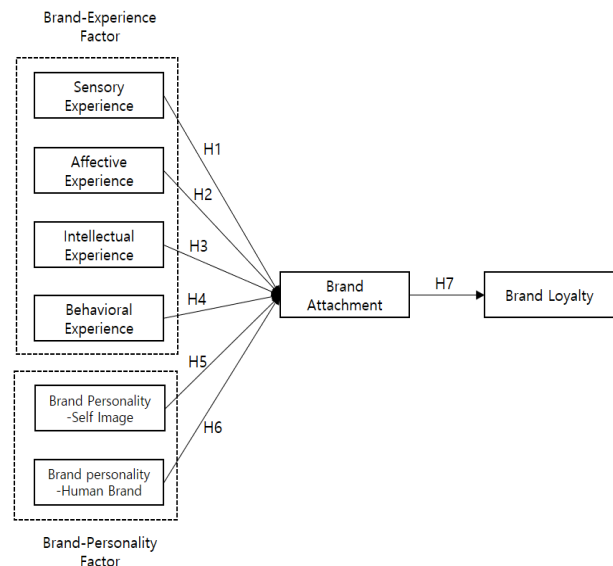 Brand-Experience
Factor
Sensory
Experience
H1
Affective
Experience
H2
Intellectual
Experience
H3
Behavioral
Experience
H4
Brand
Attachment
H7
Brand Loyalty
H5
Brand Personality
-Self Image
H6
Brand personality
-Human Brand
Brand-Personality
Factor